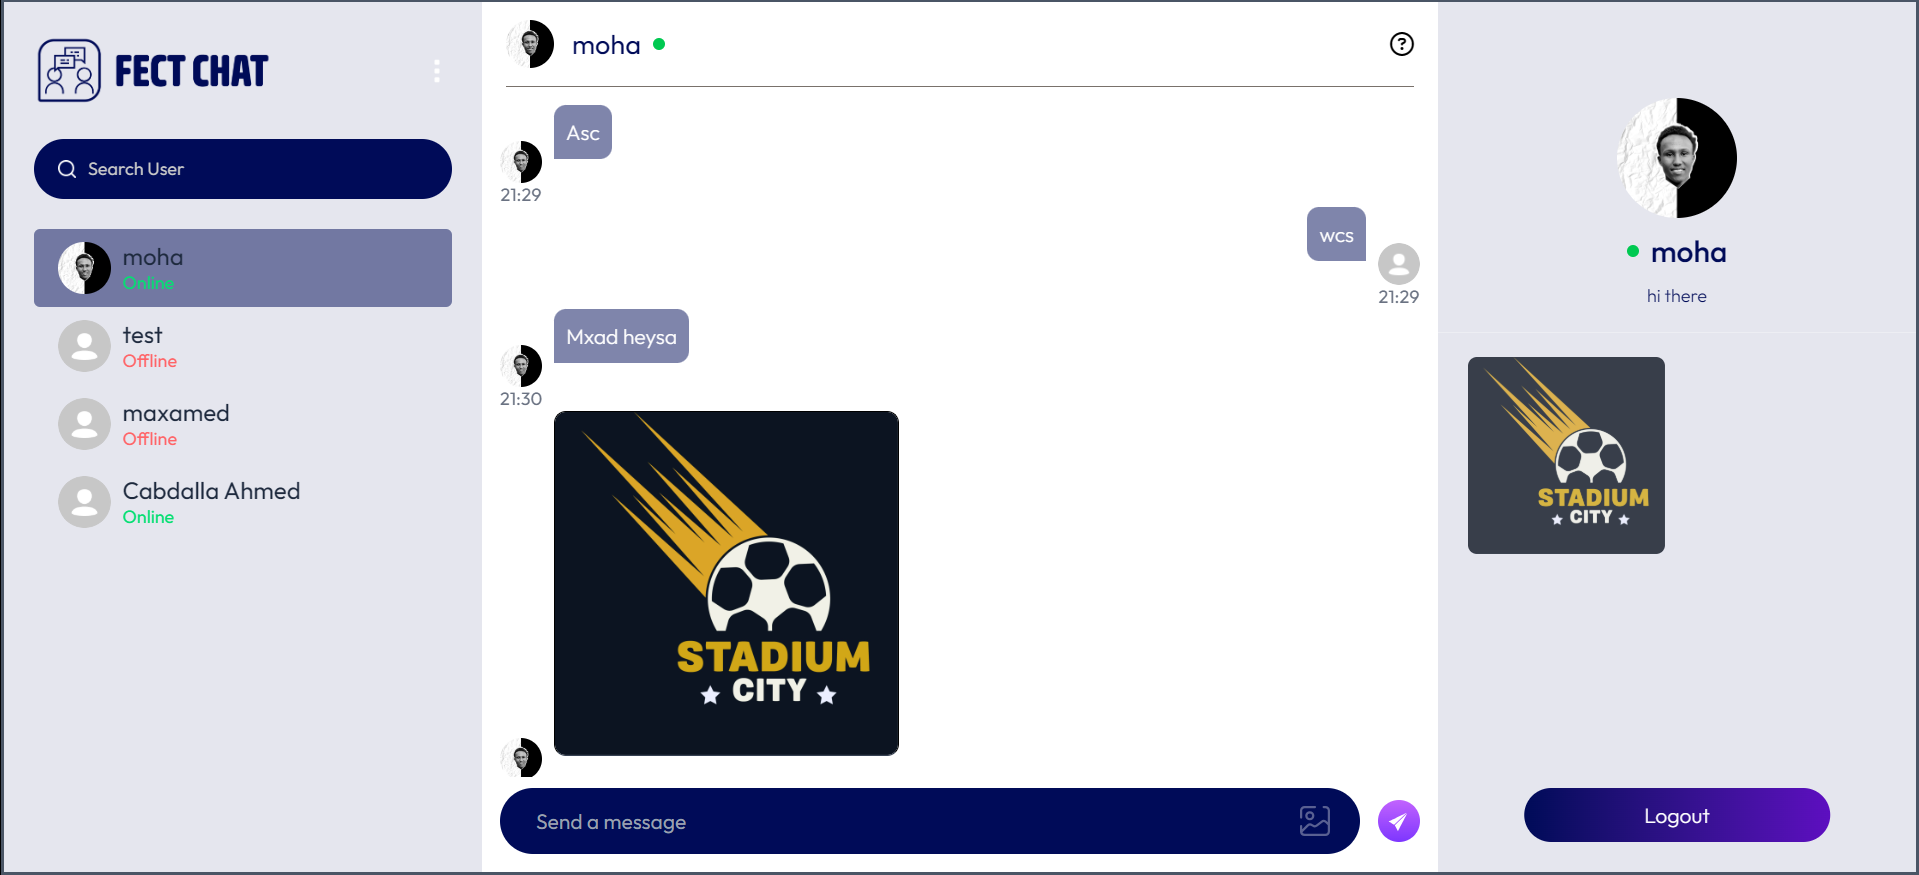 FECT CHAT
Search User
moha
Online
test
Offline
maxamed
Offline
Cabdalla Ahmed
Online
moha
Asc
21:29
wcs
21:29
Mxad heysa
21:30
STADIUM
CITY
Send a message
moha
hi there
STADIUM
CITY
Logout